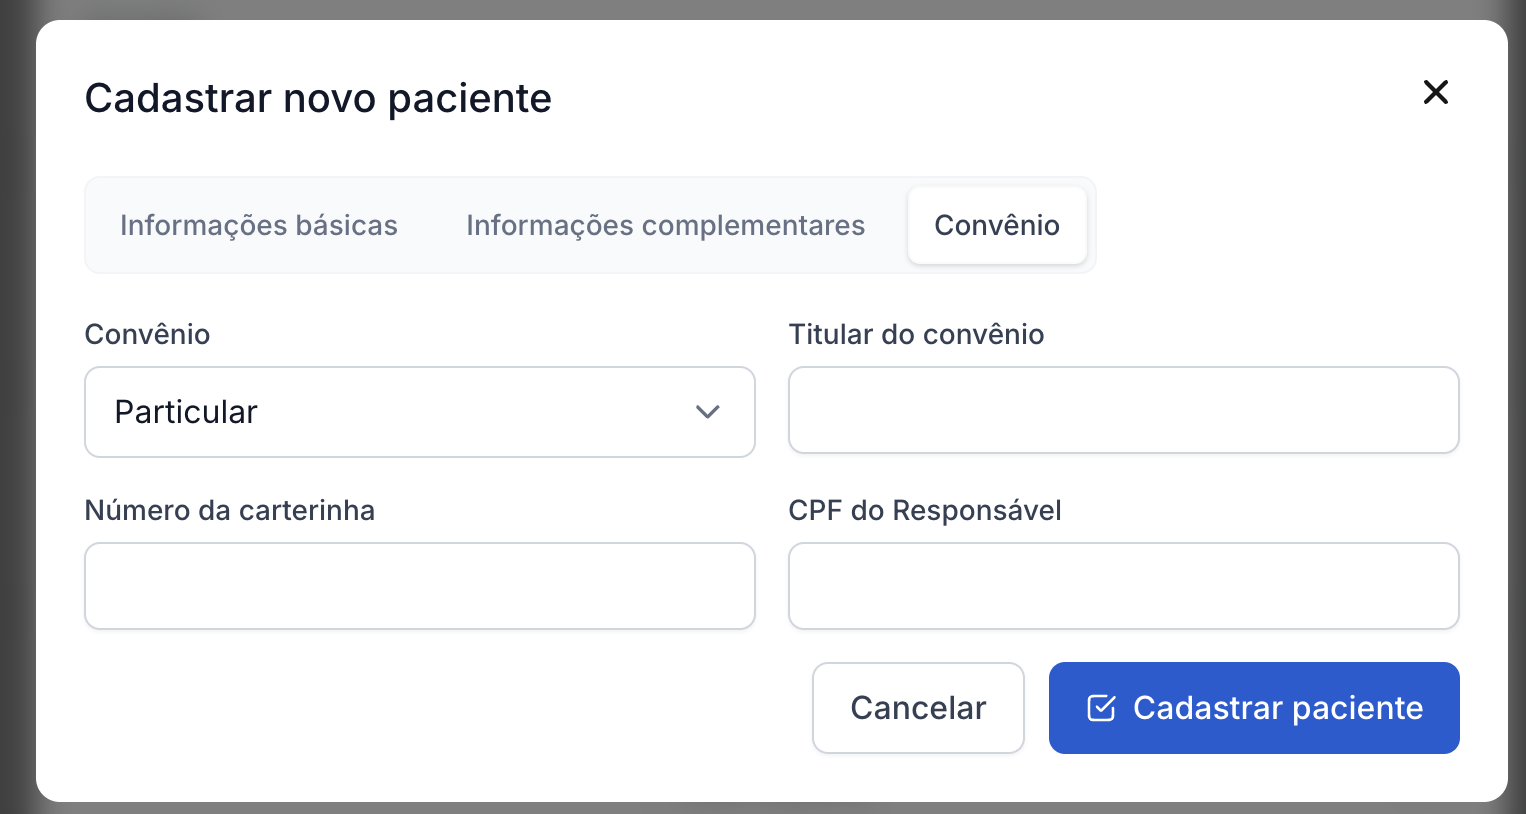 Cadastrar novo paciente
Informações básicas
Informações complementares
Convênio
Convênio
Titular do convênio
Particular
Número da carterinha
CPF do Responsável
Cancelar
Cadastrar paciente